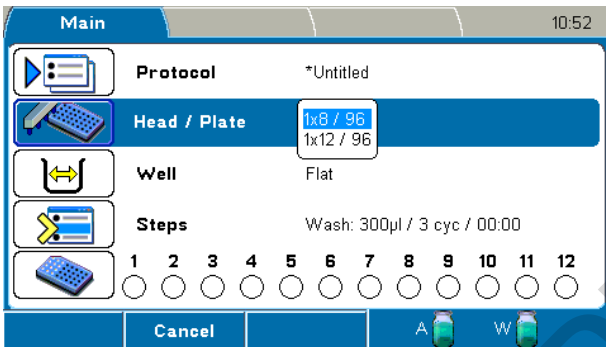 Main 10:52
Protocol *Untitled
Head / Plate 1x8 / 96
1x12 / 96
Well Flat
Steps Wash: 300µl / 3 cyc / 00:00
1 2 3 4 5 6 7 8 9 10 11 12
Cancel A W